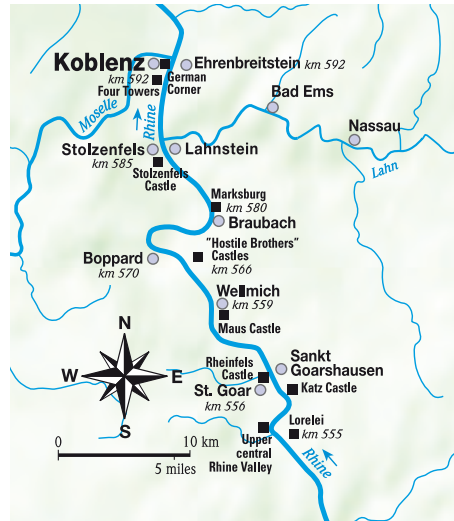 Koblenz
km 592
Ehrenbreitstein km 592
German
Corner
Four Towers
Moselle
Rhine
Bad Ems
Nassau
Lahn
Stolzenfels
km 585
Lahnstein
Stolzenfels
Castle
Marksburg
km 580
Braubach
"Hostile Brothers"
Castles
km 566
Boppard
km 570
Welmich
km 559
Maus Castle
N
W E
S
Rheinfels
Castle
Sankt
Goarshausen
St. Goar
km 556
Katz Castle
Lorelei
km 555
Upper
central
Rhine Valley
Rhine
0 10 km
5 miles